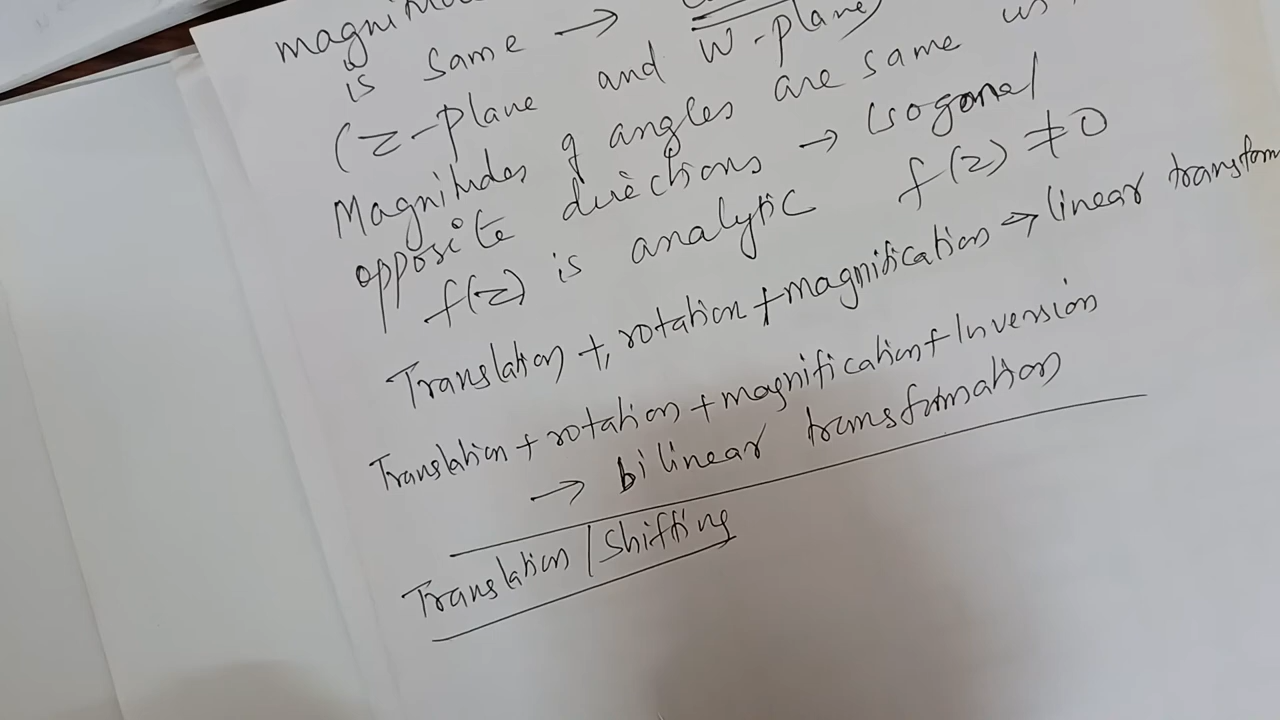 is same →
(z-plane and w-plane)
Magnitudes of angles are same
opposite directions → isogonal
f(z) is analytic f(z) ≠ 0
Translation +, rotation + magnification → linear transform
Translation + rotation + magnification + Inversion
→ bilinear transformation
Translation / Shifting